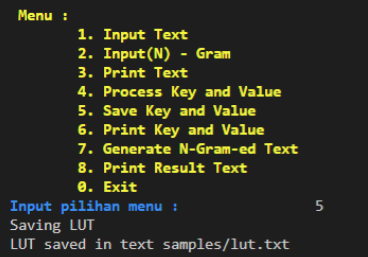 Menu :
1. Input Text
2. Input(N) - Gram
3. Print Text
4. Process Key and Value
5. Save Key and Value
6. Print Key and Value
7. Generate N-Gram-ed Text
8. Print Result Text
0. Exit
Input pilihan menu : 5
Saving LUT
LUT saved in text samples/lut.txt